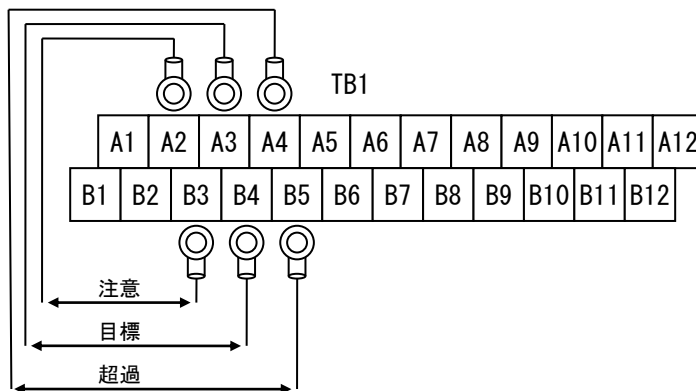 TB1
A1 A2 A3 A4 A5 A6 A7 A8 A9 A10 A11 A12
B1 B2 B3 B4 B5 B6 B7 B8 B9 B10 B11 B12
注意
目標
超過